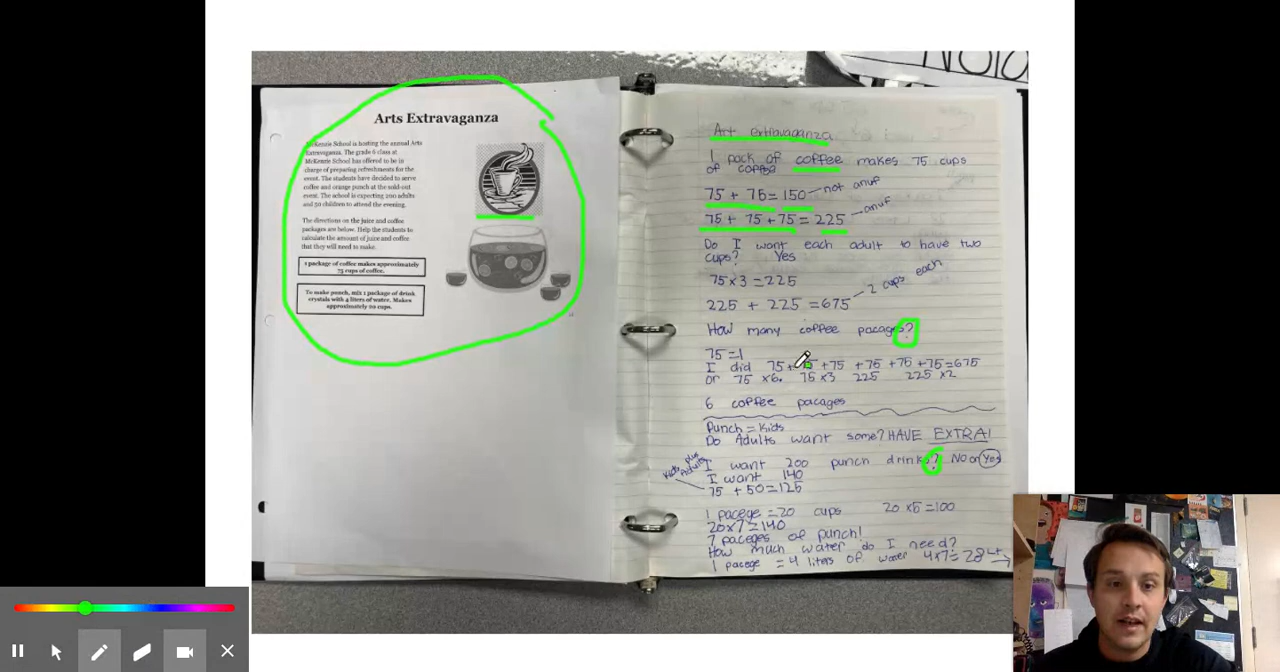 Arts Extravaganza
McKenzie School is hosting the annual Arts
Extravaganza. The grade 6 class at
McKenzie School has offered to be in
charge of preparing refreshments for the
event. The students have decided to serve
coffee and orange punch at the sold-out
event. The school is expecting 200 adults
and 50 children to attend the evening.
The directions on the juice and coffee
packages are below. Help the students to
calculate the amount of juice and coffee
that they will need to make.
1 package of coffee makes approximately
75 cups of coffee.
To make punch, mix 1 package of drink
crystals with 4 liters of water. Makes
approximately 20 cups.
Art extravaganza
1 pack of coffee makes 75 cups
of coffee
75 + 75 = 150 - not anuf
75 + 75 + 75 = 225 - anuf
Do I want each adult to have two
cups? Yes
75 x 3 = 225
225 + 225 = 675 - 2 cups each
How many coffee pacages?
75 = 1
I did 75 + +75 +75 +75 +75 = 675
or 75 x 6. 75 x 3 225 225 x 2
6 coffee pacages
Punch = Kids
Do Adults want some? HAVE EXTRA!
I want 200 punch drinks? No or Yes
Kids plus Adults
I want 140
75 + 50 = 125
1 pacege = 20 cups 20 x 5 = 100
20 x 7 = 140
7 paceges of punch!
How much water do I need?
1 pacege = 4 liters of water 4 x 7 = 28 Lt